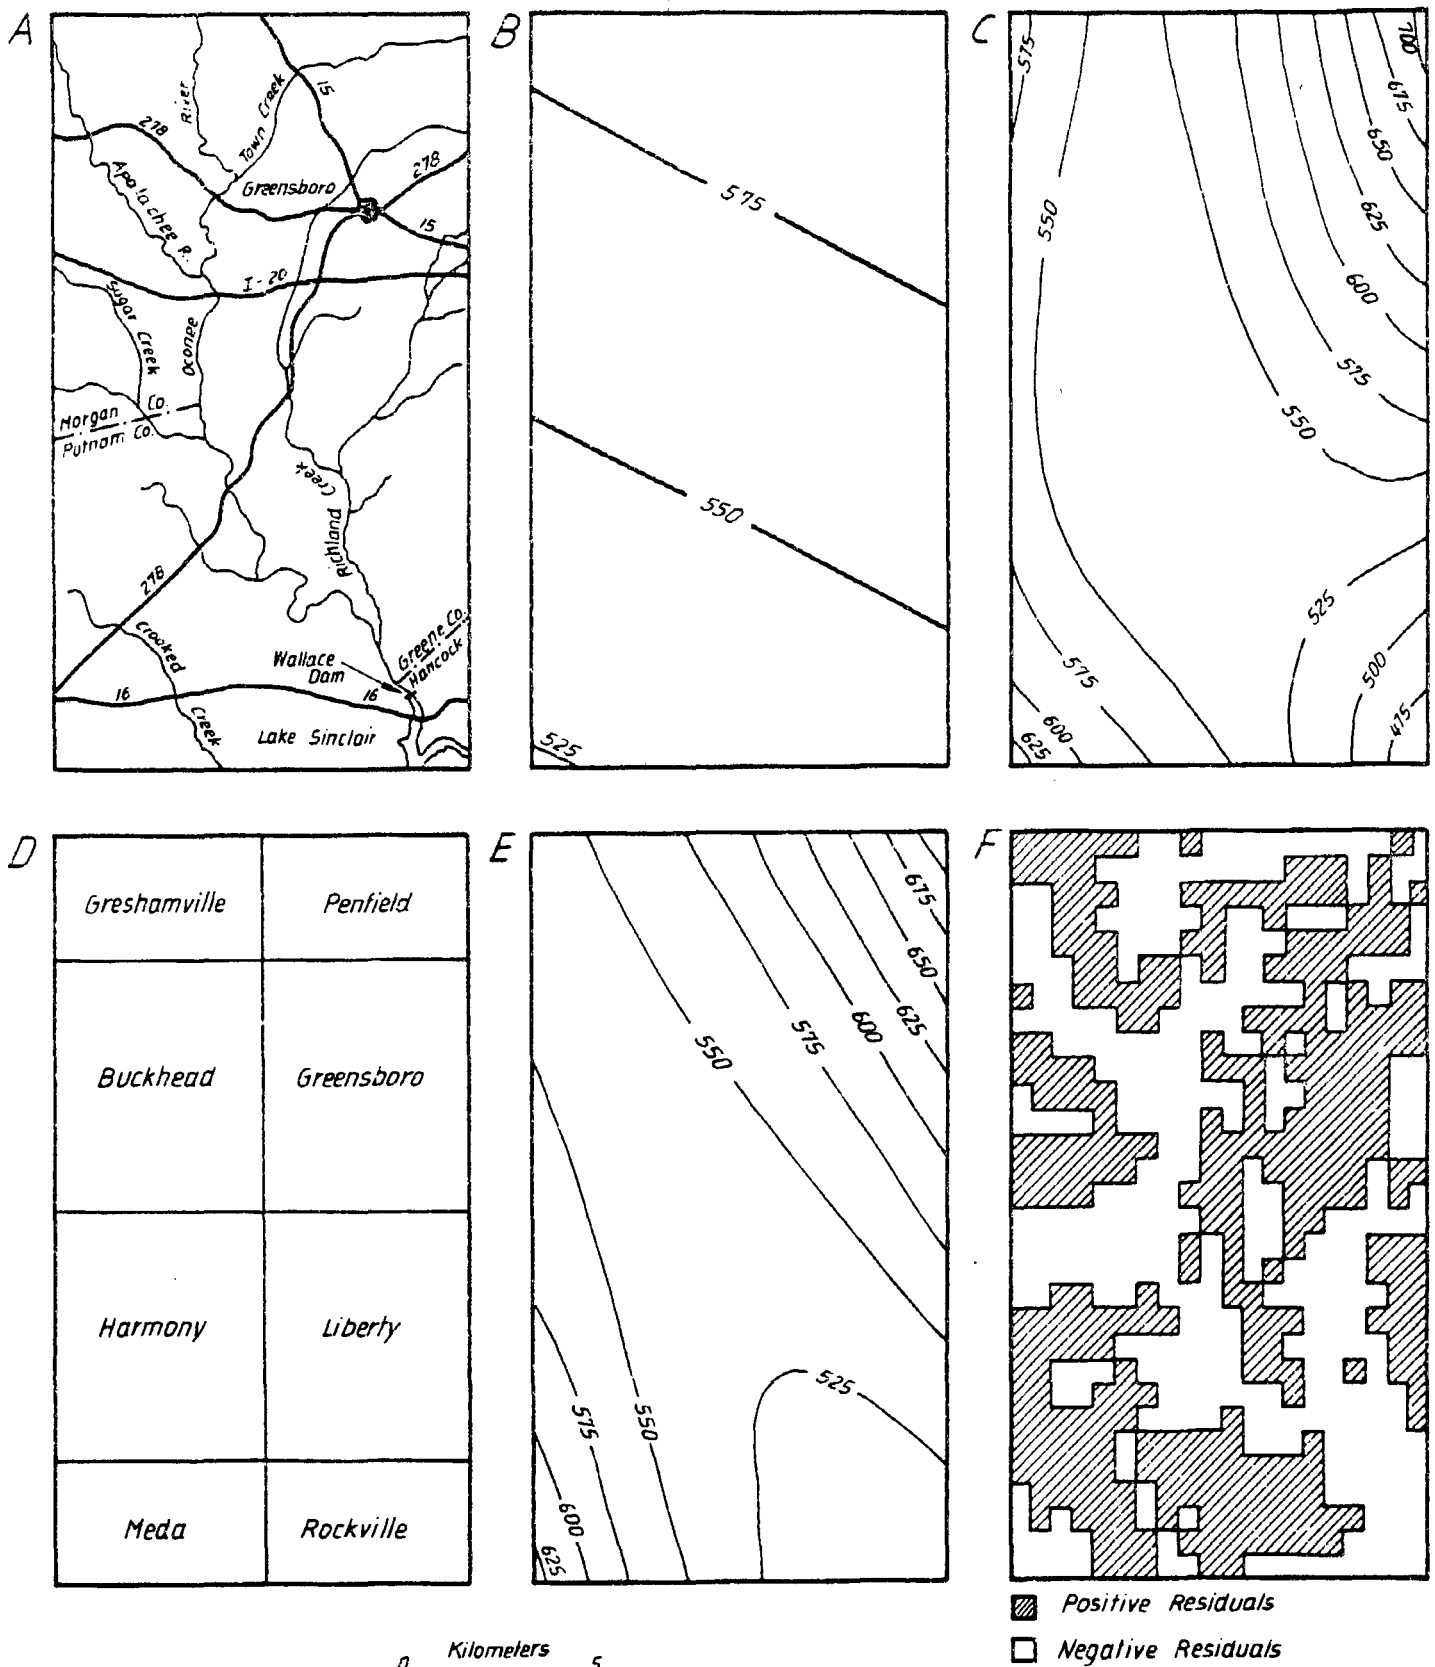 A
15
278
River
Town Creek
278
Greensboro
Apalachee R.
15
I-20
Sugar Creek
Oconee
Morgan Co.
Putnam Co.
Richland Creek
278
Crooked
Creek
Greene Co.
Hancock
Wallace
Dam
16
16
Lake Sinclair
B
575
550
525
C
575
700
675
650
550
625
600
575
550
525
575
500
600
475
625
D
Greshamville
Penfield
Buckhead
Greensboro
Harmony
Liberty
Meda
Rockville
E
675
650
625
600
575
550
525
575
550
600
625
F
Positive Residuals
Negative Residuals
Kilometers
0 5